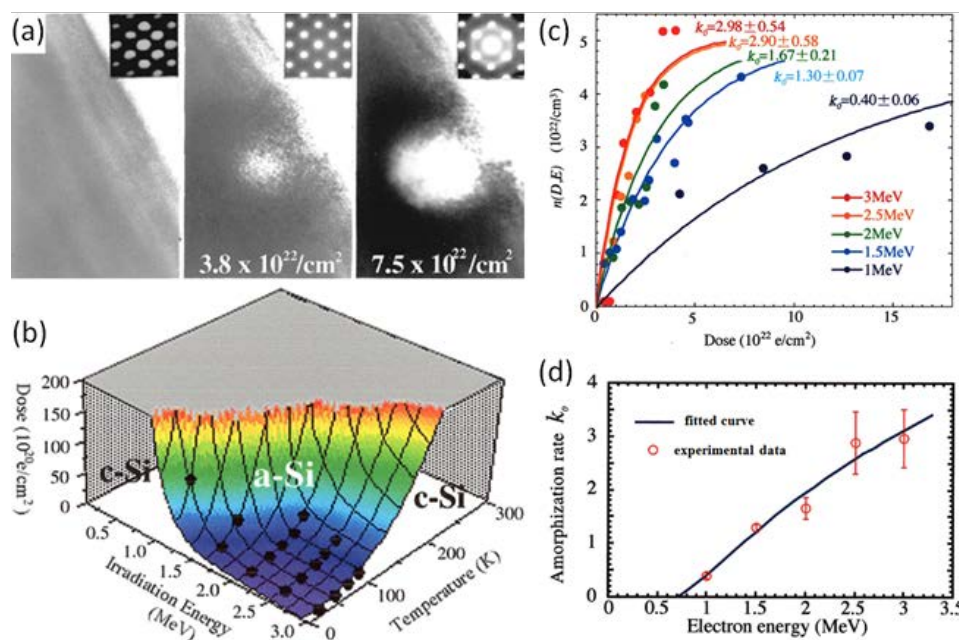 (a)
3.8 x 10²²/cm²
7.5 x 10²²/cm²
(b)
Dose (10²⁰e/cm²)
200
150
100
50
0
c-Si
a-Si
c-Si
0.5
1.0
1.5
2.0
2.5
3.0
Irradiation Energy
(MeV)
0
100
200
300
Temperature (K)
(c)
n(D,E) (10²²/cm³)
5
4
3
2
1
0
k₀=2.98±0.54
k₀=2.90±0.58
k₀=1.67±0.21
k₀=1.30±0.07
k₀=0.40±0.06
3MeV
2.5MeV
2MeV
1.5MeV
1MeV
0
5
10
15
Dose (10²² e/cm²)
(d)
Amorphization rate k₀
4
3
2
1
0
fitted curve
experimental data
0
0.5
1
1.5
2
2.5
3
3.5
Electron energy (MeV)